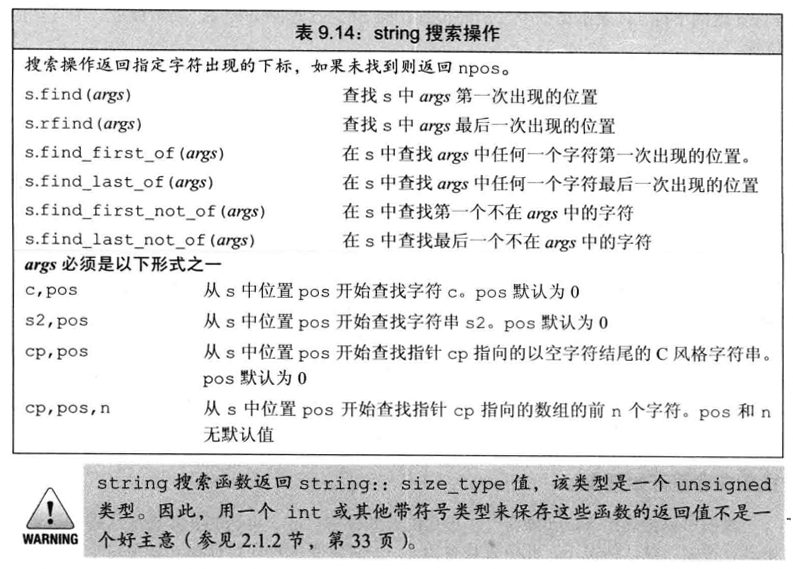 表 9.14：string 搜索操作
搜索操作返回指定字符出现的下标，如果未找到则返回 npos。
s.find(args) 查找 s 中 args 第一次出现的位置
s.rfind(args) 查找 s 中 args 最后一次出现的位置
s.find_first_of(args) 在 s 中查找 args 中任何一个字符第一次出现的位置。
s.find_last_of(args) 在 s 中查找 args 中任何一个字符最后一次出现的位置
s.find_first_not_of(args) 在 s 中查找第一个不在 args 中的字符
s.find_last_not_of(args) 在 s 中查找最后一个不在 args 中的字符
args 必须是以下形式之一
c,pos 从 s 中位置 pos 开始查找字符 c。pos 默认为 0
s2,pos 从 s 中位置 pos 开始查找字符串 s2。pos 默认为 0
cp,pos 从 s 中位置 pos 开始查找指针 cp 指向的以空字符结尾的 C 风格字符串。
pos 默认为 0
cp,pos,n 从 s 中位置 pos 开始查找指针 cp 指向的数组的前 n 个字符。pos 和 n
无默认值
string 搜索函数返回 string:: size_type 值，该类型是一个 unsigned
类型。因此，用一个 int 或其他带符号类型来保存这些函数的返回值不是一
个好主意（参见 2.1.2 节，第 33 页）。
WARNING